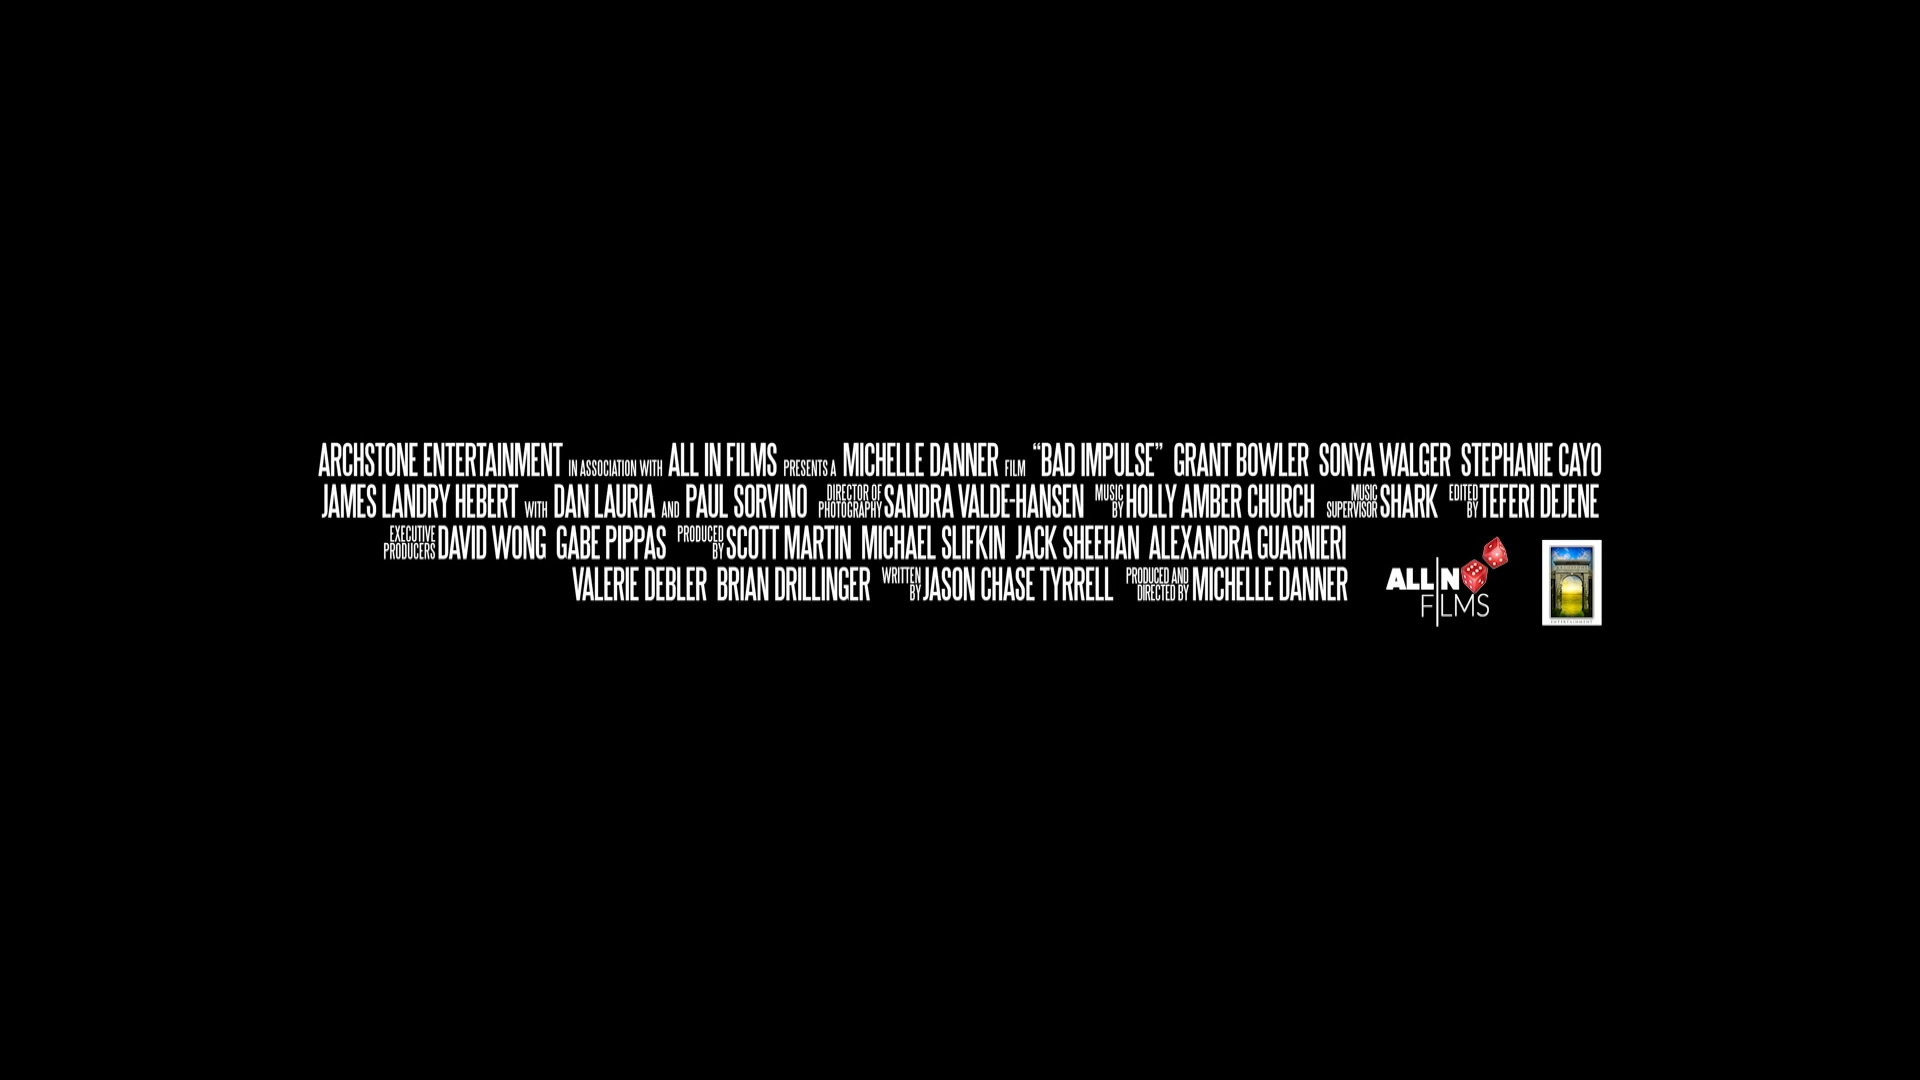 ARCHSTONE ENTERTAINMENT IN ASSOCIATION WITH ALL IN FILMS PRESENTS A MICHELLE DANNER FILM “BAD IMPULSE” GRANT BOWLER SONYA WALGER STEPHANIE CAYO
JAMES LANDRY HEBERT WITH DAN LAURIA AND PAUL SORVINO DIRECTOR OF PHOTOGRAPHY SANDRA VALDE-HANSEN MUSIC BY HOLLY AMBER CHURCH MUSIC SUPERVISOR SHARK EDITED BY TEFERI DEJENE
EXECUTIVE PRODUCERS DAVID WONG GABE PIPPAS PRODUCED BY SCOTT MARTIN MICHAEL SLIFKIN JACK SHEEHAN ALEXANDRA GUARNIERI
VALERIE DEBLER BRIAN DRILLINGER WRITTEN BY JASON CHASE TYRRELL PRODUCED AND DIRECTED BY MICHELLE DANNER
ALL IN
FILMS
ENTERTAINMENT